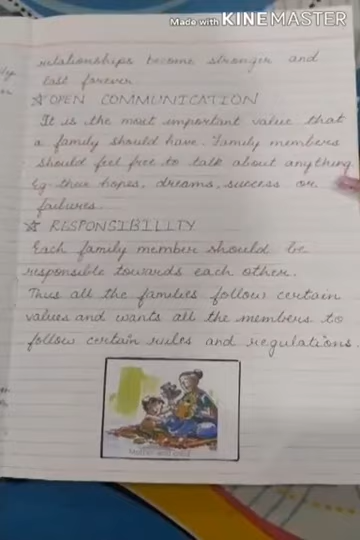 Made with KINEMASTER
relationships become stronger and
last forever.
☆ OPEN COMMUNICATION
It is the most important value that
a family should have. Family members
should feel free to talk about anything.
Eg their hopes, dreams, success or
failures.
☆ RESPONSIBILITY
Each family member should be
responsible towards each other.
Thus all the families follow certain
values and wants all the members to
follow certain rules and regulations.